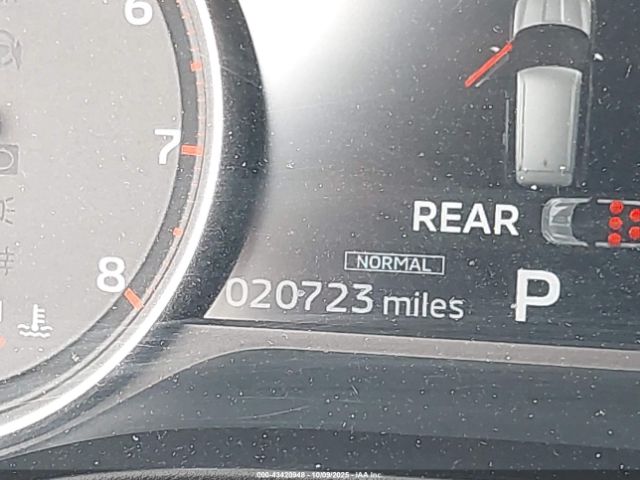 6
7
8
REAR
NORMAL
020723 miles
P
000-43420948 - 10/09/2025 - IAA Inc.